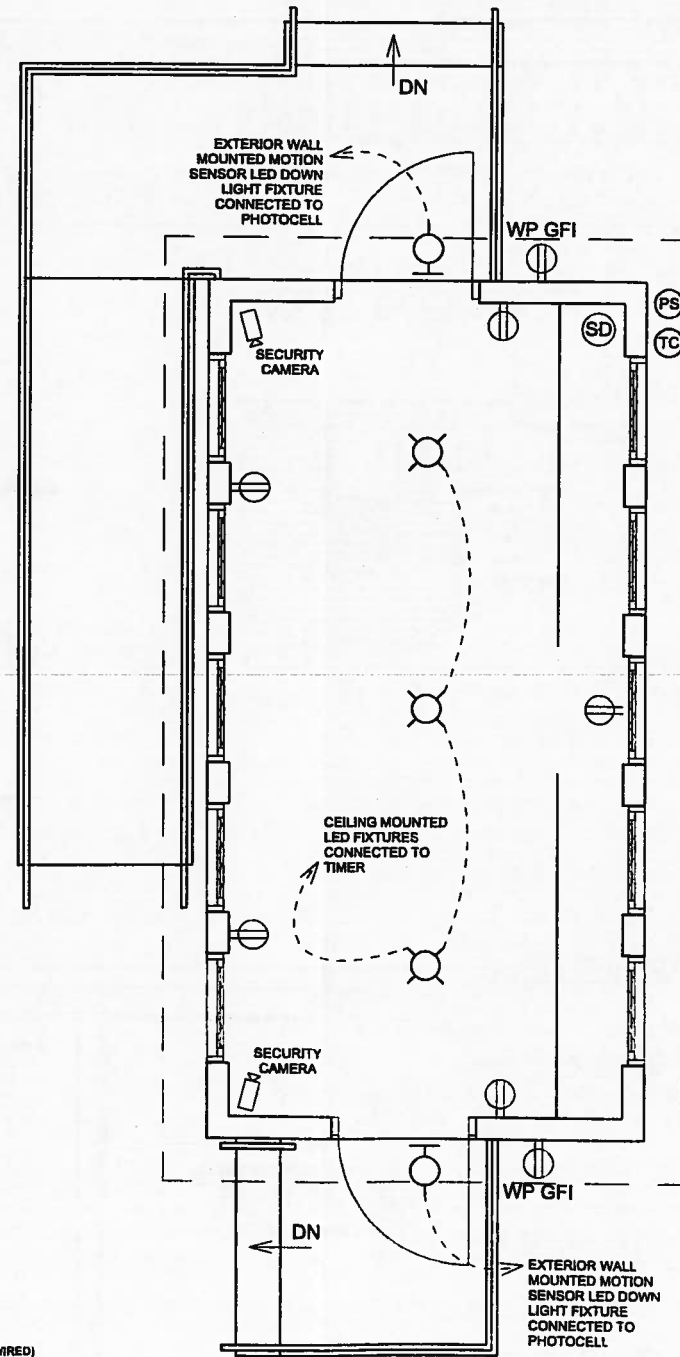 DN
EXTERIOR WALL
MOUNTED MOTION
SENSOR LED DOWN
LIGHT FIXTURE
CONNECTED TO
PHOTOCELL
WP GFI
PS
SD
TC
SECURITY
CAMERA
CEILING MOUNTED
LED FIXTURES
CONNECTED TO
TIMER
SECURITY
CAMERA
WP GFI
DN
EXTERIOR WALL
MOUNTED MOTION
SENSOR LED DOWN
LIGHT FIXTURE
CONNECTED TO
PHOTOCELL